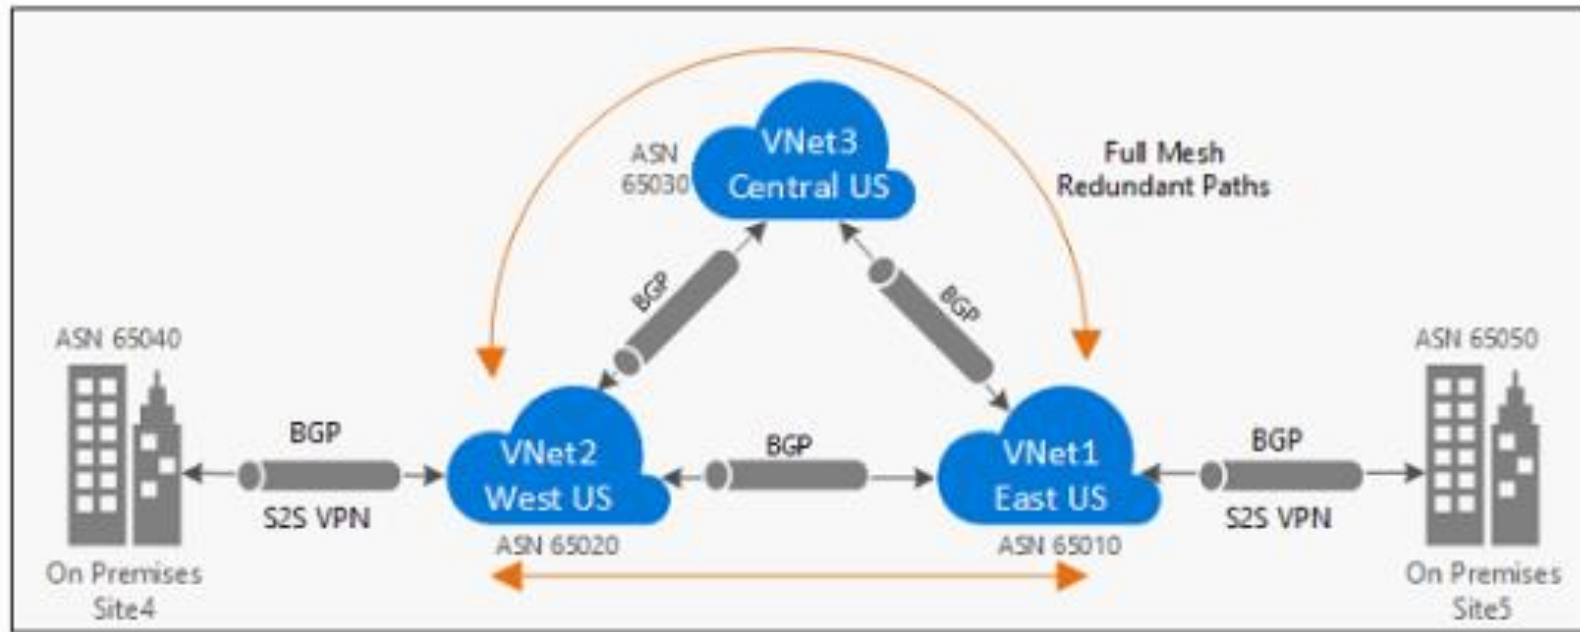 VNet3
Central US
ASN
65030
Full Mesh
Redundant Paths
BGP
BGP
ASN 65040
ASN 65050
BGP
S2S VPN
VNet2
West US
BGP
VNet1
East US
BGP
S2S VPN
ASN 65020
ASN 65010
On Premises
Site4
On Premises
Site5